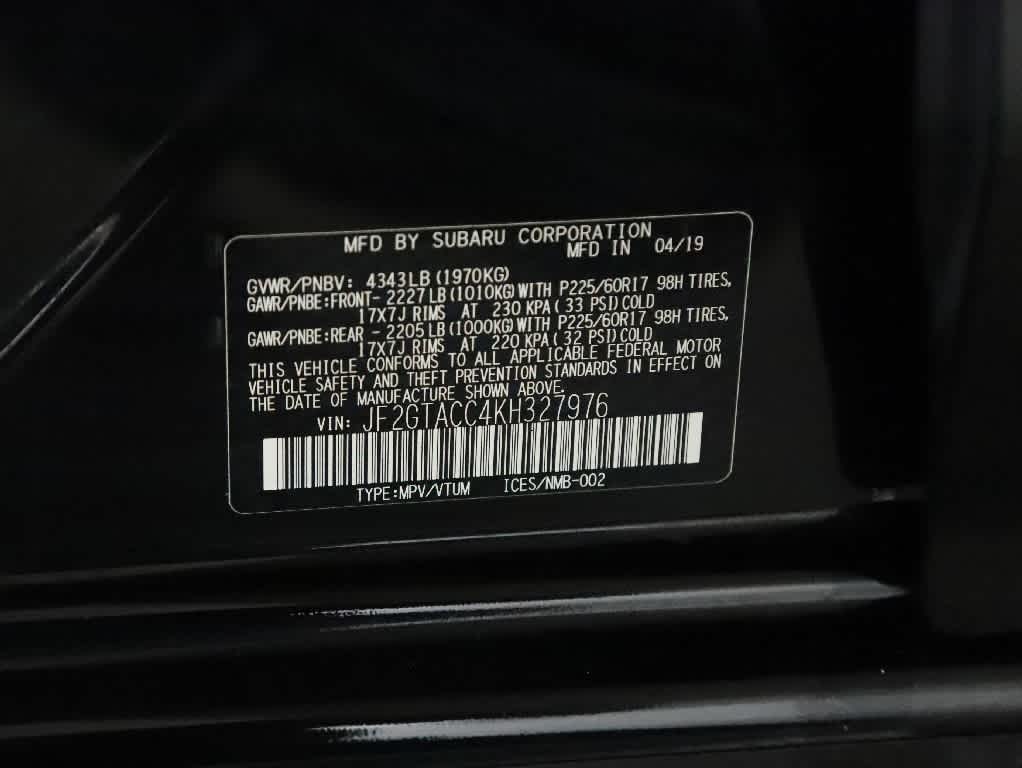 MFD BY SUBARU CORPORATION
MFD IN 04/19
GVWR/PNBV: 4343LB(1970KG)
GAWR/PNBE:FRONT- 2227LB(1010KG)WITH P225/60R17 98H TIRES,
17X7J RIMS AT 230 KPA(33 PSI)COLD
GAWR/PNBE:REAR - 2205LB(1000KG)WITH P225/60R17 98H TIRES,
17X7J RIMS AT 220 KPA(32 PSI)COLD
THIS VEHICLE CONFORMS TO ALL APPLICABLE FEDERAL MOTOR
VEHICLE SAFETY AND THEFT PREVENTION STANDARDS IN EFFECT ON
THE DATE OF MANUFACTURE SHOWN ABOVE.
VIN: JF2GTACC4KH327976
TYPE:MPV/VTUM ICES/NMB-002